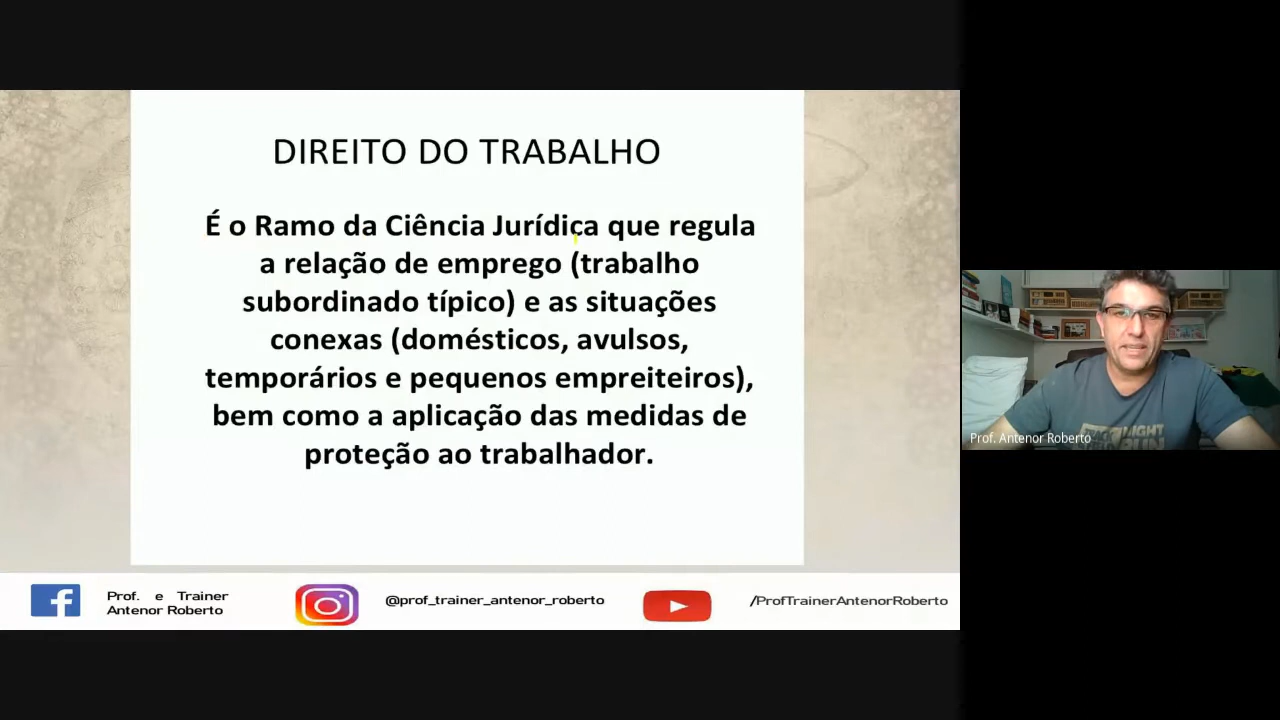 DIREITO DO TRABALHO
É o Ramo da Ciência Jurídica que regula
a relação de emprego (trabalho
subordinado típico) e as situações
conexas (domésticos, avulsos,
temporários e pequenos empreiteiros),
bem como a aplicação das medidas de
proteção ao trabalhador.
Prof. e Trainer
Antenor Roberto
@prof_trainer_antenor_roberto
/ProfTrainerAntenorRoberto
Prof. Antenor Roberto